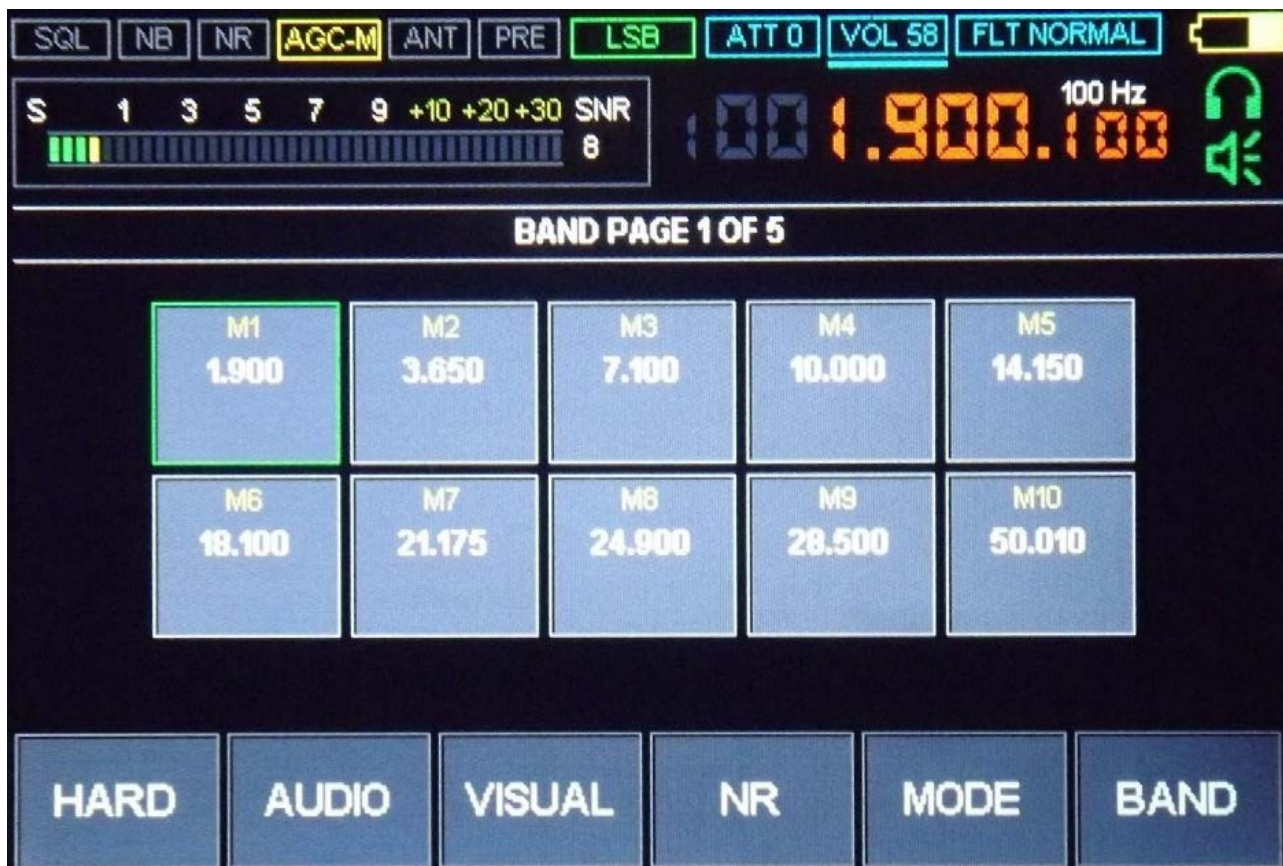 SQL NB NR AGC-M ANT PRE LSB ATT 0 VOL 58 FLT NORMAL
S 1 3 5 7 9 +10 +20 +30 SNR
8
100 Hz
1.900.100
BAND PAGE 1 OF 5
M1 M2 M3 M4 M5
1.900 3.650 7.100 10.000 14.150
M6 M7 M8 M9 M10
18.100 21.175 24.900 28.500 50.010
HARD AUDIO VISUAL NR MODE BAND